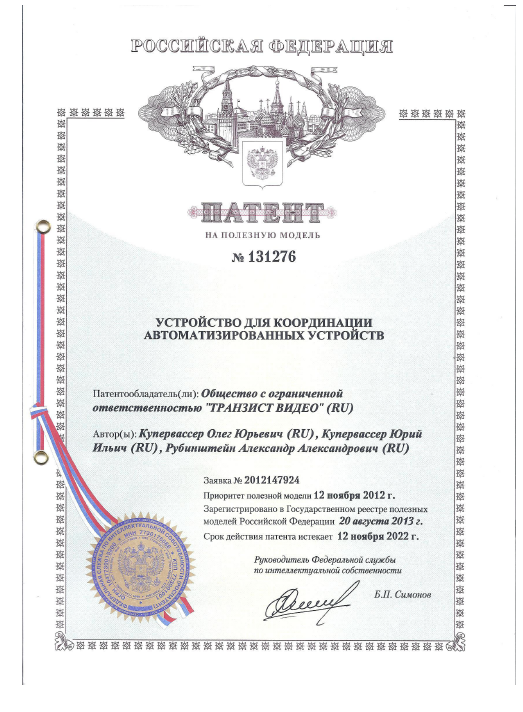 РОССИЙСКАЯ ФЕДЕРАЦИЯ
ПАТЕНТ
НА ПОЛЕЗНУЮ МОДЕЛЬ
№ 131276
УСТРОЙСТВО ДЛЯ КООРДИНАЦИИ
АВТОМАТИЗИРОВАННЫХ УСТРОЙСТВ
Патентообладатель(ли): Общество с ограниченной
ответственностью "ТРАНЗИСТ ВИДЕО" (RU)
Автор(ы): Купервассер Олег Юрьевич (RU), Купервассер Юрий
Ильич (RU), Рубинштейн Александр Александрович (RU)
Заявка № 2012147924
Приоритет полезной модели 12 ноября 2012 г.
Зарегистрировано в Государственном реестре полезных
моделей Российской Федерации 20 августа 2013 г.
Срок действия патента истекает 12 ноября 2022 г.
Руководитель Федеральной службы
по интеллектуальной собственности
Б.П. Симонов